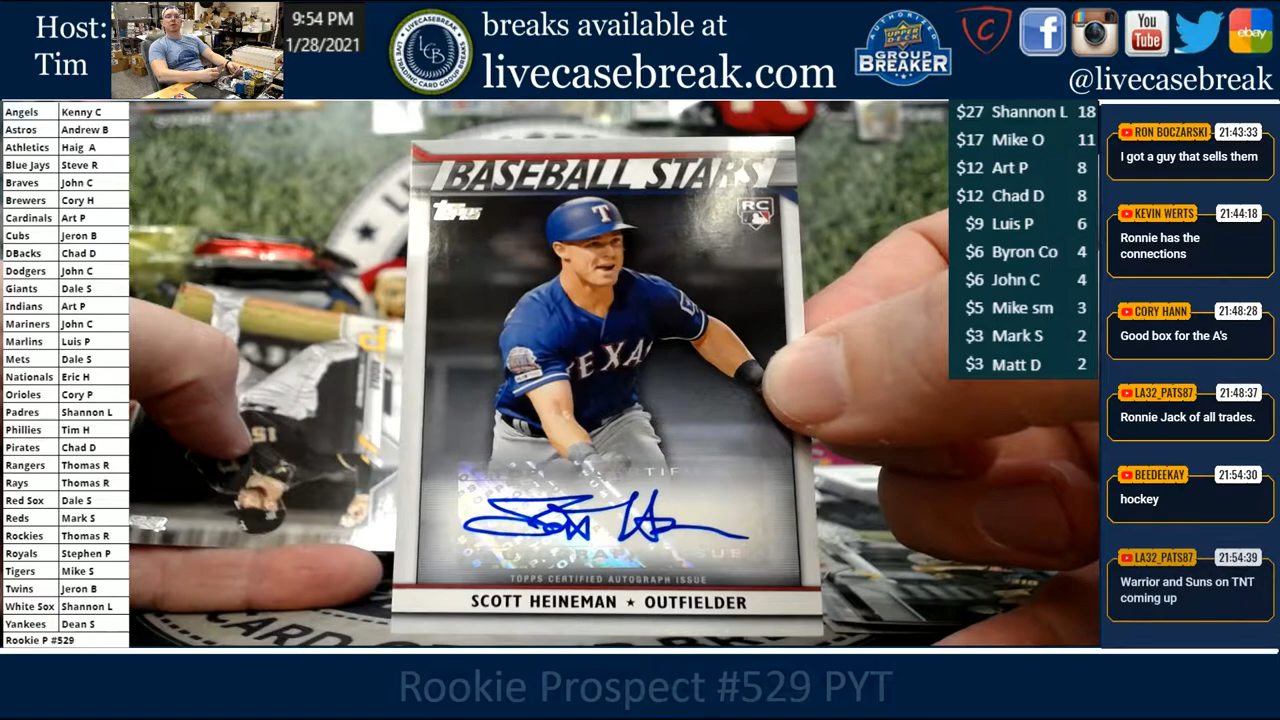 Host:
Tim
9:54 PM
1/28/2021
LCB
breaks available at
livecasebreak.com
AUTHORIZED
UPPER DECK
GROUP
BREAKER
You
Tube
ebay
@livecasebreak
Angels Kenny C
Astros Andrew B
Athletics Haig A
Blue Jays Steve R
Braves John C
Brewers Cory H
Cardinals Art P
Cubs Jeron B
DBacks Chad D
Dodgers John C
Giants Dale S
Indians Art P
Mariners John C
Marlins Luis P
Mets Dale S
Nationals Eric H
Orioles Cory P
Padres Shannon L
Phillies Tim H
Pirates Chad D
Rangers Thomas R
Rays Thomas R
Red Sox Dale S
Reds Mark S
Rockies Thomas R
Royals Stephen P
Tigers Mike S
Twins Jeron B
White Sox Shannon L
Yankees Dean S
Rookie P #529
BASEBALL STARS
Topps
RC
T
TEXA
TOPPS CERTIFIED AUTOGRAPH ISSUE
SCOTT HEINEMAN ★ OUTFIELDER
$27 Shannon L 18
$17 Mike O 11
$12 Art P 8
$12 Chad D 8
$9 Luis P 6
$6 Byron Co 4
$6 John C 4
$5 Mike sm 3
$3 Mark S 2
$3 Matt D 2
RON BOCZARSKI 21:43:33
I got a guy that sells them
KEVIN WERTS 21:44:18
Ronnie has the
connections
CORY HANN 21:48:28
Good box for the A's
LA32_PATS87 21:48:37
Ronnie Jack of all trades.
BEEDEEKAY 21:54:30
hockey
LA32_PATS87 21:54:39
Warrior and Suns on TNT
coming up
Rookie Prospect #529 PYT